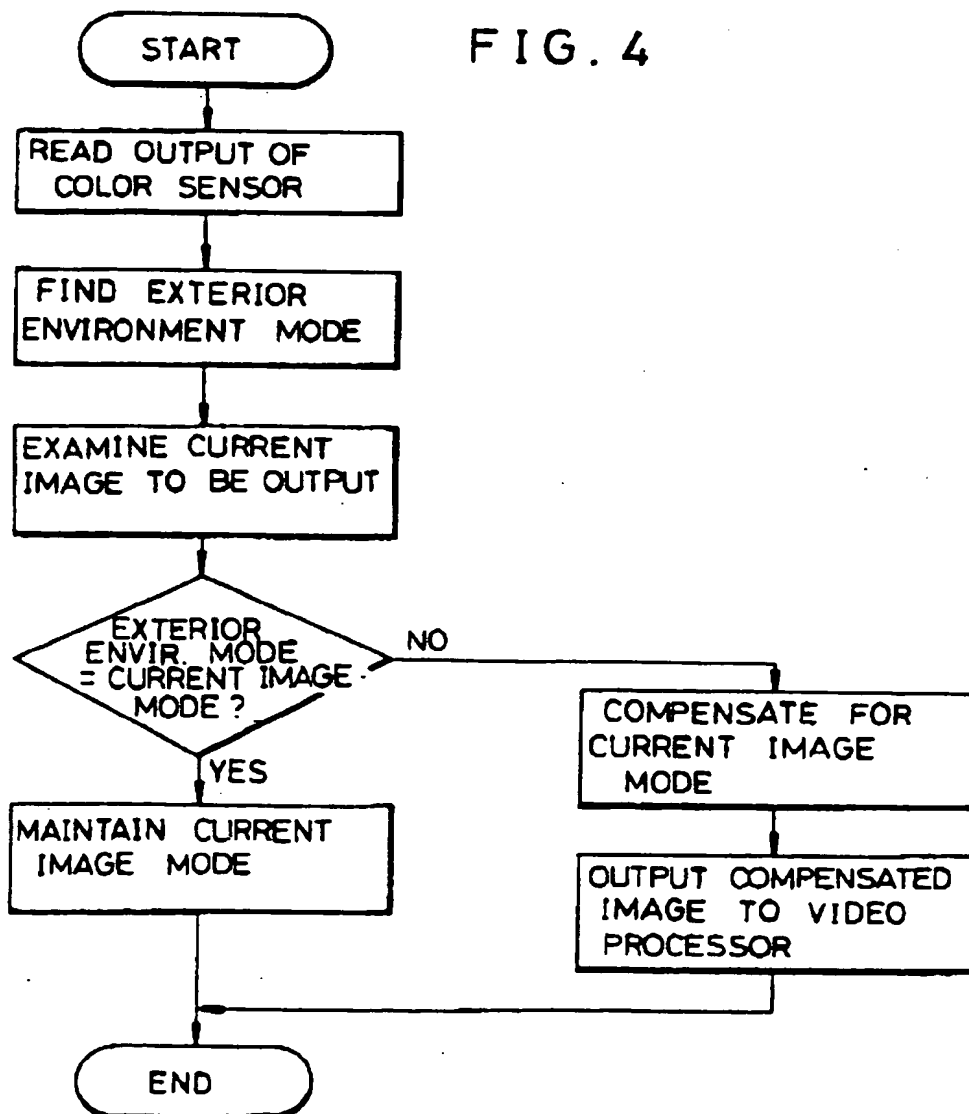 START
FIG. 4
READ OUTPUT OF
COLOR SENSOR
FIND EXTERIOR
ENVIRONMENT MODE
EXAMINE CURRENT
IMAGE TO BE OUTPUT
EXTERIOR
ENVIR. MODE
= CURRENT IMAGE
MODE ?
NO
YES
COMPENSATE FOR
CURRENT IMAGE
MODE
MAINTAIN CURRENT
IMAGE MODE
OUTPUT COMPENSATED
IMAGE TO VIDEO
PROCESSOR
END